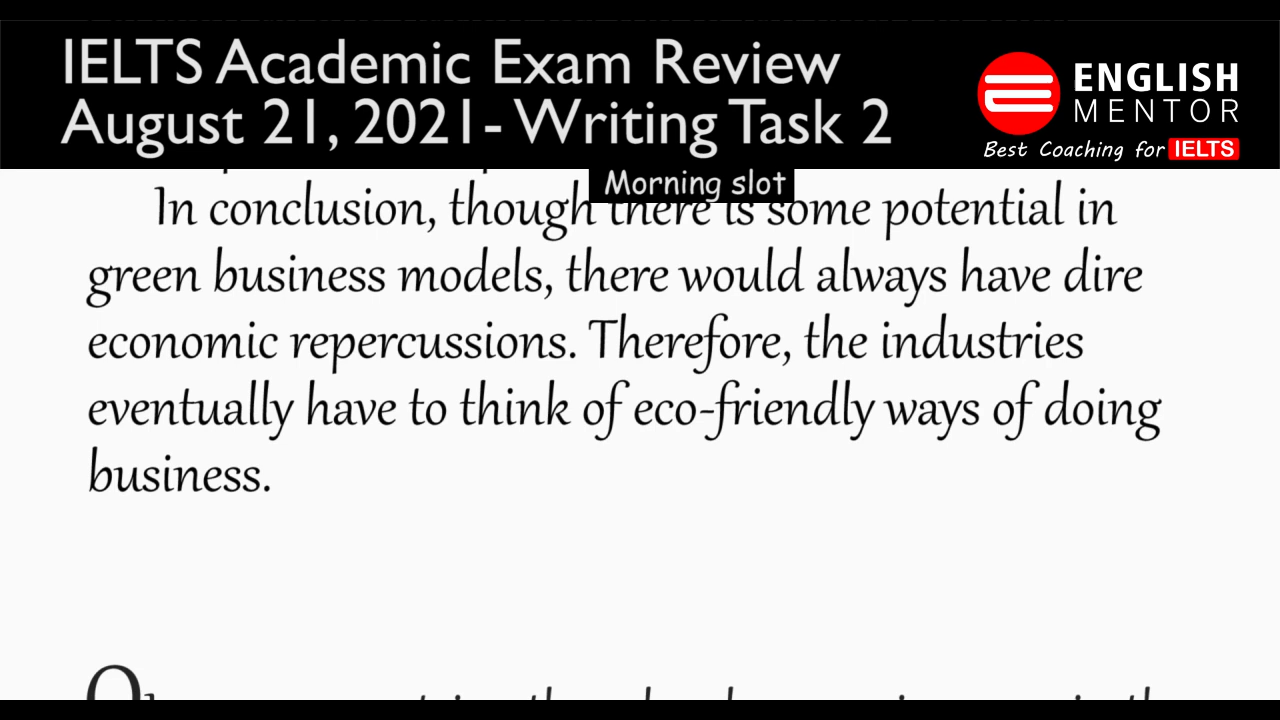 IELTS Academic Exam Review
August 21, 2021- Writing Task 2
ENGLISH
MENTOR
Best Coaching for IELTS
Morning slot
In conclusion, though there is some potential in
green business models, there would always have dire
economic repercussions. Therefore, the industries
eventually have to think of eco-friendly ways of doing
business.